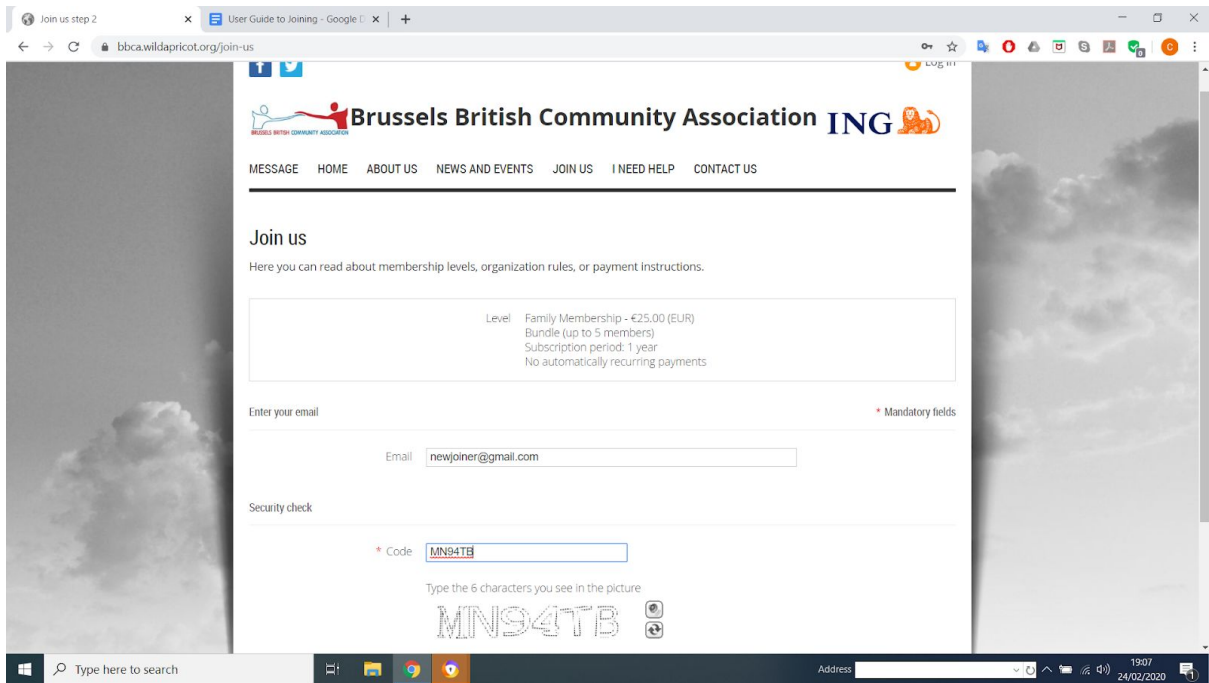 Join us step 2
User Guide to Joining - Google D
bbca.wildapricot.org/join-us
Log in
BRUSSELS BRITISH COMMUNITY ASSOCIATION
Brussels British Community Association
ING
MESSAGE HOME ABOUT US NEWS AND EVENTS JOIN US I NEED HELP CONTACT US
Join us
Here you can read about membership levels, organization rules, or payment instructions.
Level Family Membership - €25.00 (EUR)
Bundle (up to 5 members)
Subscription period: 1 year
No automatically recurring payments
Enter your email * Mandatory fields
Email newjoiner@gmail.com
Security check
* Code MN94TB
Type the 6 characters you see in the picture
MN94TB
Type here to search
Address
19:07
24/02/2020